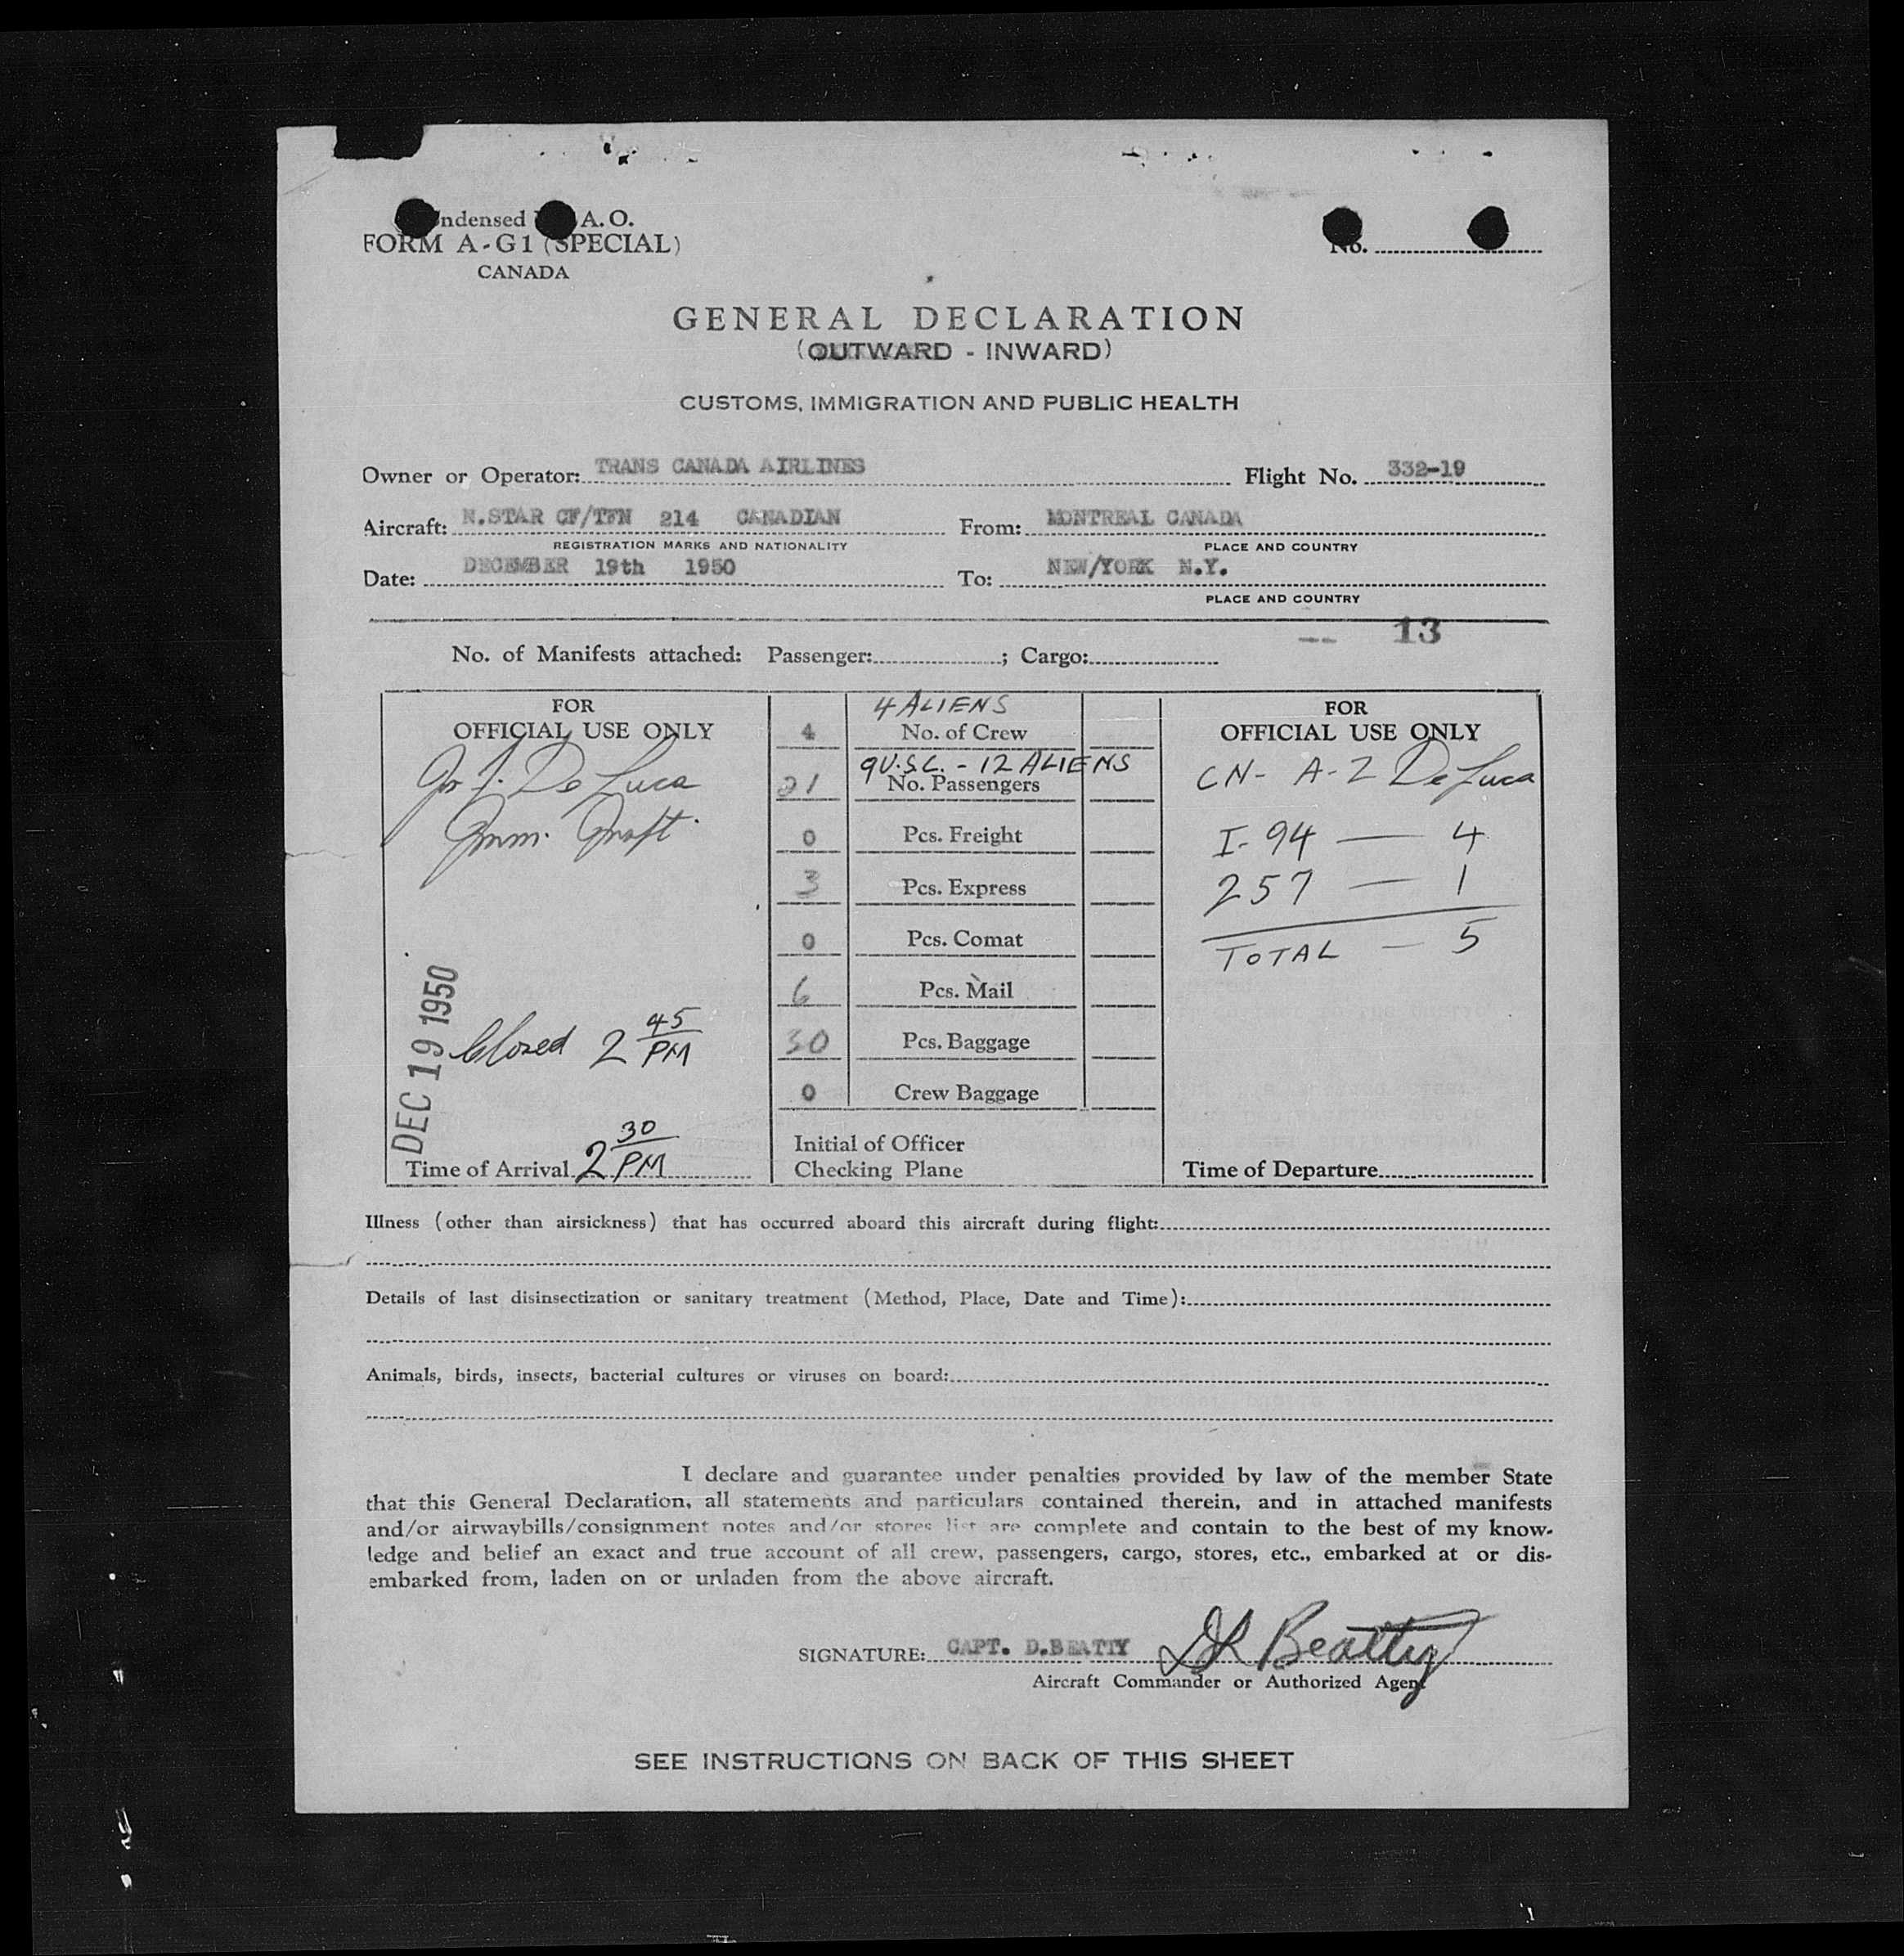 ndensed A. O.
FORM A-G1 (SPECIAL)
CANADA
No.
GENERAL DECLARATION
(OUTWARD - INWARD)
CUSTOMS, IMMIGRATION AND PUBLIC HEALTH
Owner or Operator: TRANS CANADA AIRLINES Flight No. 332-19
Aircraft: N.STAR CF/TFN 214 CANADIAN From: MONTREAL CANADA
REGISTRATION MARKS AND NATIONALITY PLACE AND COUNTRY
Date: DECEMBER 19th 1950 To: NEW/YORK N.Y.
PLACE AND COUNTRY
-- 13
No. of Manifests attached: Passenger: ; Cargo:
FOR
OFFICIAL USE ONLY
De Luca
Imm.
DEC 19 1950
Closed 2 45 PM
Time of Arrival 2 30 PM
4 ALIENS
4 No. of Crew
9 U.S.C. - 12 ALIENS
21 No. Passengers
0 Pcs. Freight
3 Pcs. Express
0 Pcs. Comat
6 Pcs. Mail
30 Pcs. Baggage
0 Crew Baggage
Initial of Officer
Checking Plane
FOR
OFFICIAL USE ONLY
CN- A-2 De Luca
I-94 — 4
257 — 1
TOTAL — 5
Time of Departure
Illness (other than airsickness) that has occurred aboard this aircraft during flight:
Details of last disinsectization or sanitary treatment (Method, Place, Date and Time):
Animals, birds, insects, bacterial cultures or viruses on board:
I declare and guarantee under penalties provided by law of the member State
that this General Declaration, all statements and particulars contained therein, and in attached manifests
and/or airwaybills/consignment notes and/or stores list are complete and contain to the best of my know-
ledge and belief an exact and true account of all crew, passengers, cargo, stores, etc., embarked at or dis-
embarked from, laden on or unladen from the above aircraft.
SIGNATURE: CAPT. D.BEATTY DR Beatty
Aircraft Commander or Authorized Agent
SEE INSTRUCTIONS ON BACK OF THIS SHEET